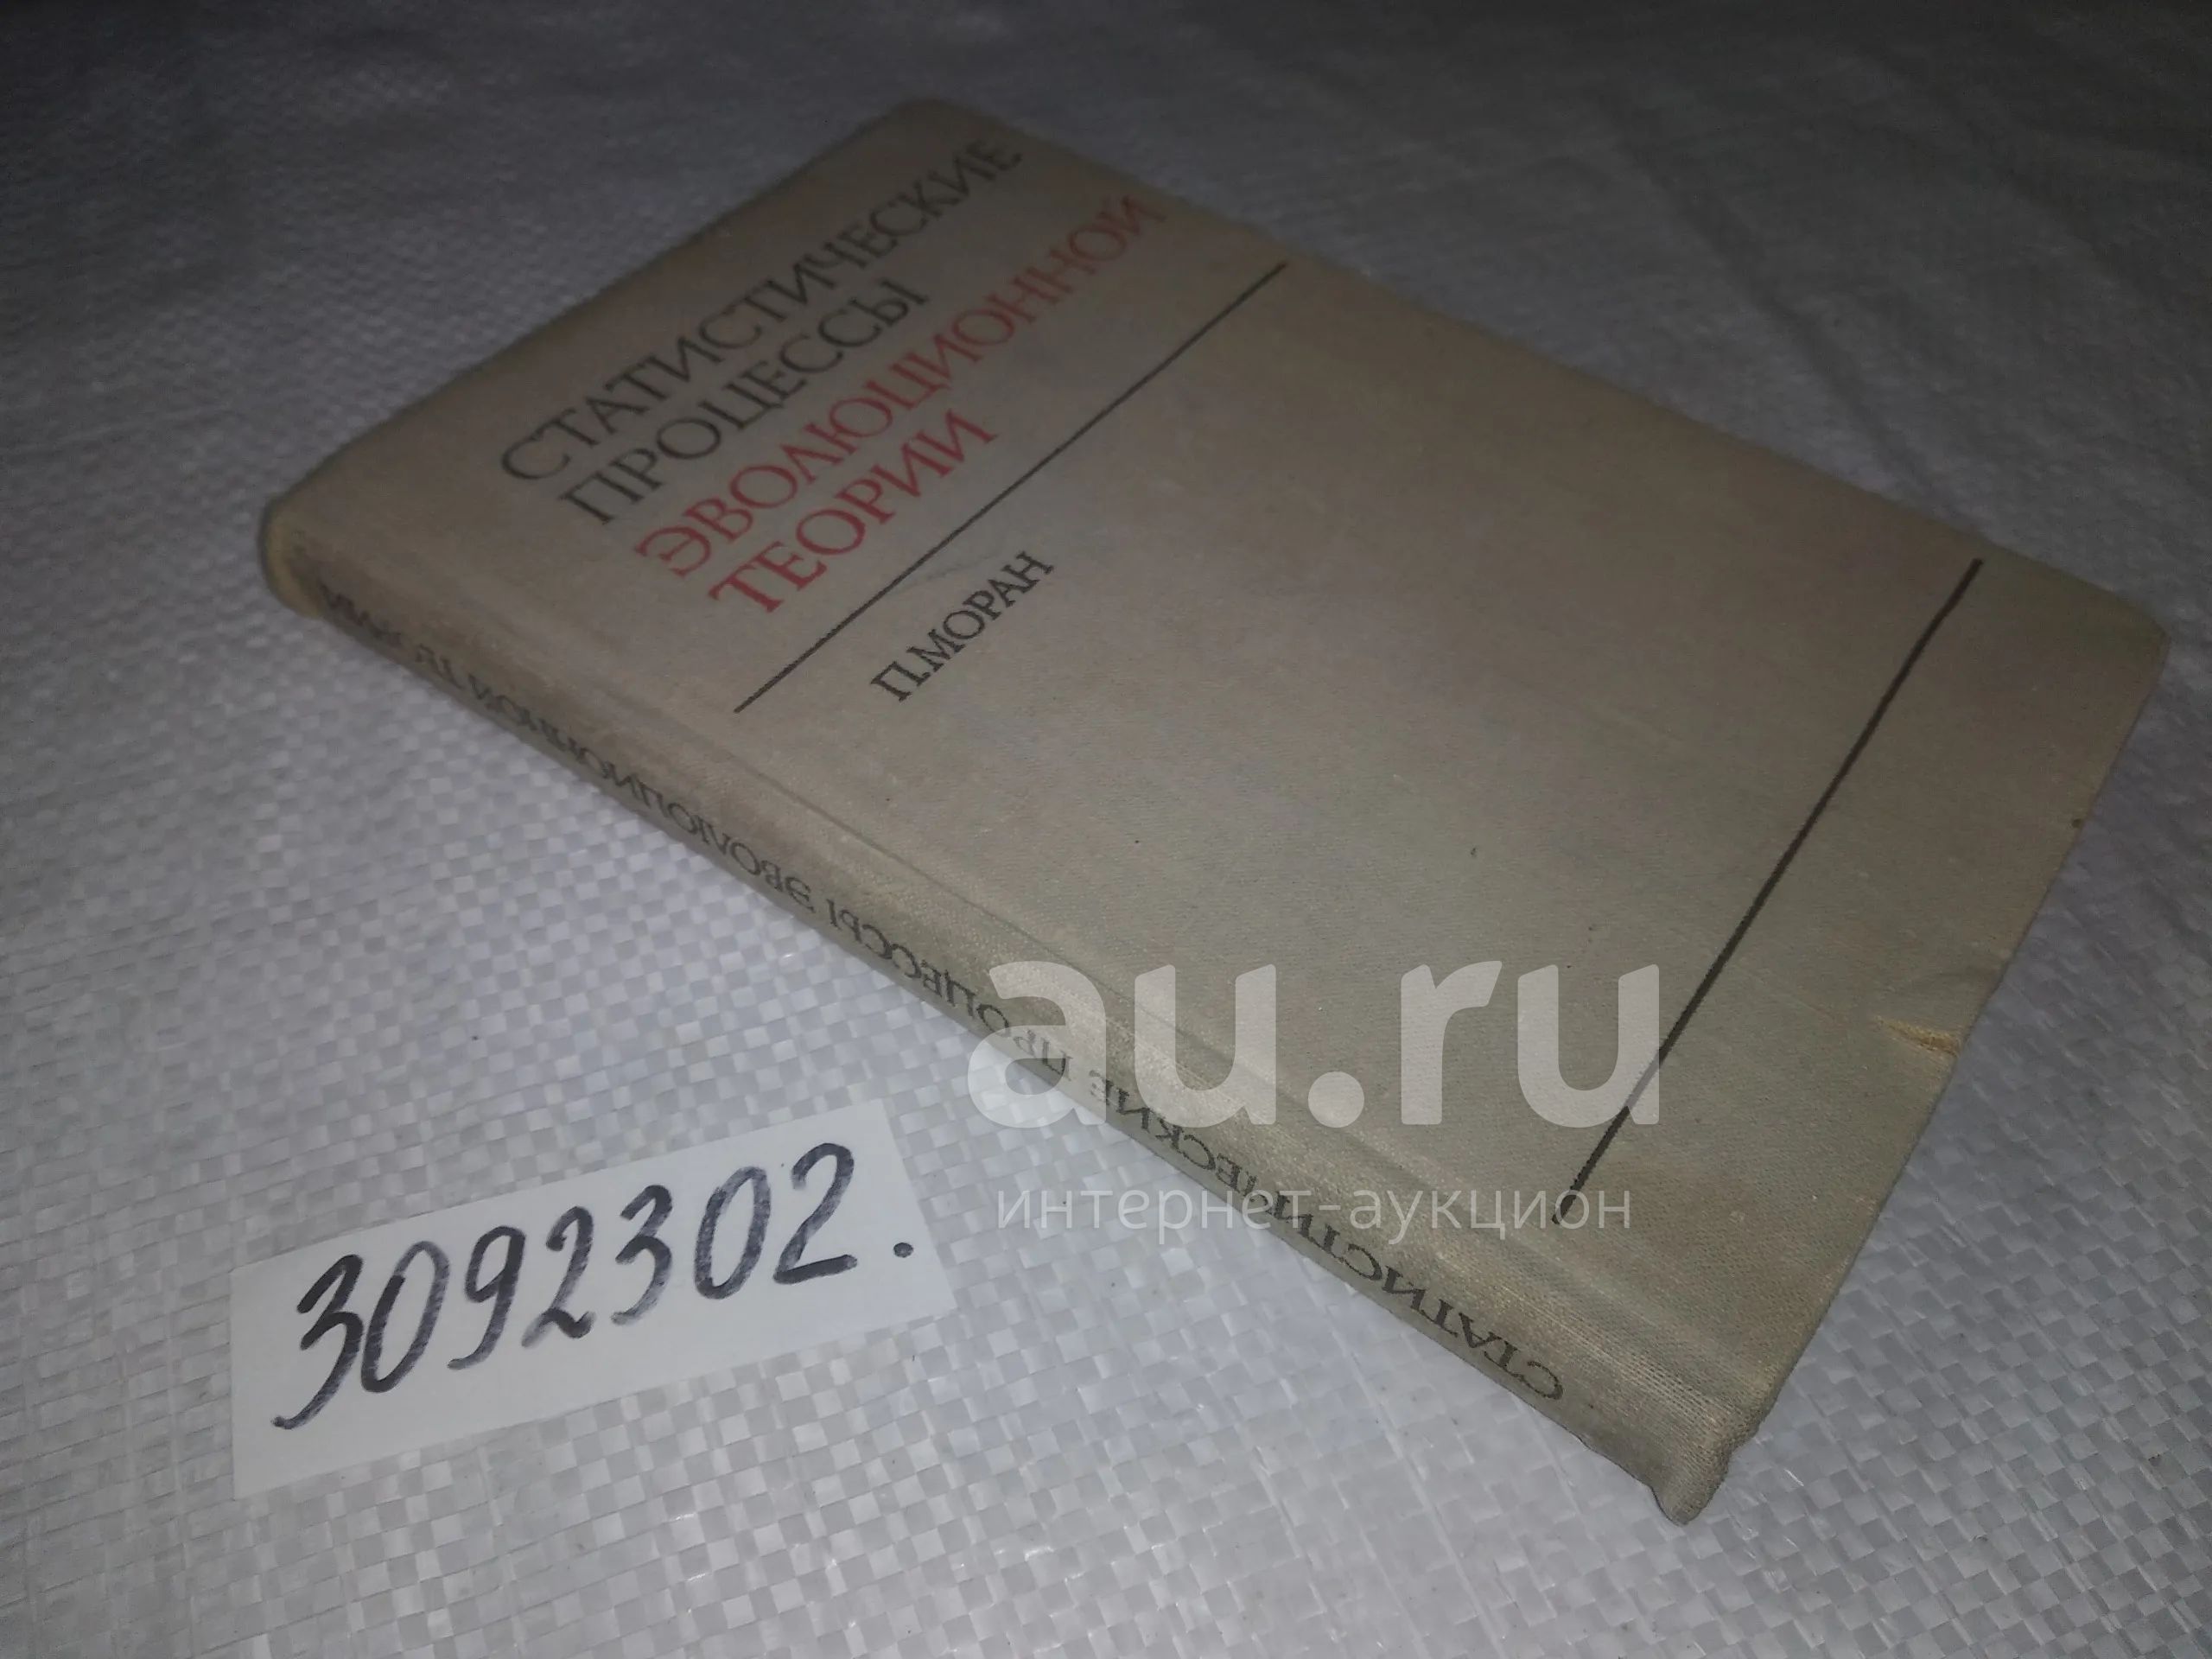 СТАТИСТИЧЕСКИЕ
ПРОЦЕССЫ
ЭВОЛЮЦИОННОЙ
ТЕОРИИ
П.МОРАН
СТАТИСТИЧЕСКИЕ ПРОЦЕССЫ ЭВОЛЮЦИОННОЙ ТЕОРИИ
au.ru
интернет-аукцион
3092302.